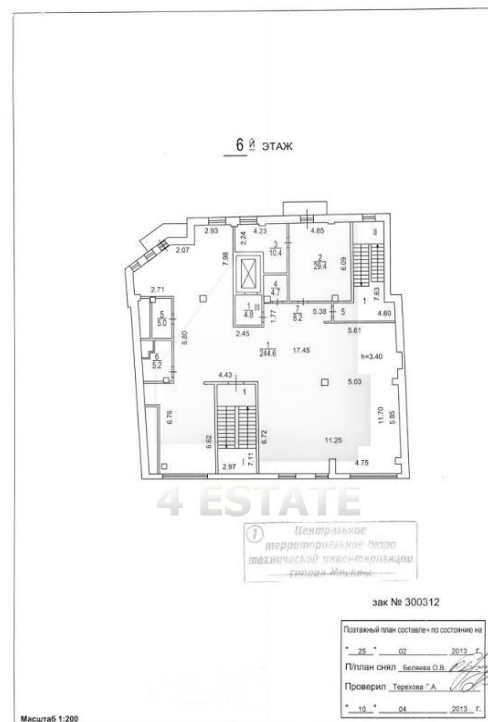 6 й ЭТАЖ
2.93
4.23
4.85
2.24
2.07
7.98
3
10.4
2
29.4
6.09
II
7.63
1
2.71
4
4.7
5
5.0
1
4.8
III
1.77
7
8.2
5.38
5
4.60
2.45
5.61
6.80
1
244.6
17.45
h=3.40
6
5.2
4.43
1
5.03
6.78
6.62
6.72
11.70
5.85
11.25
2.97
I
7.11
4.75
4 ESTATE
1
Центральное
территориальное бюро
технической инвентаризации
города Москвы
зак № 300312
Поэтажный план составлен по состоянию на
" 25 " 02 2013 г.
П/план снял Беляева О.В.
Проверил Терехова Г.А.
" 10 " 04 2013 г.
Масштаб 1:200